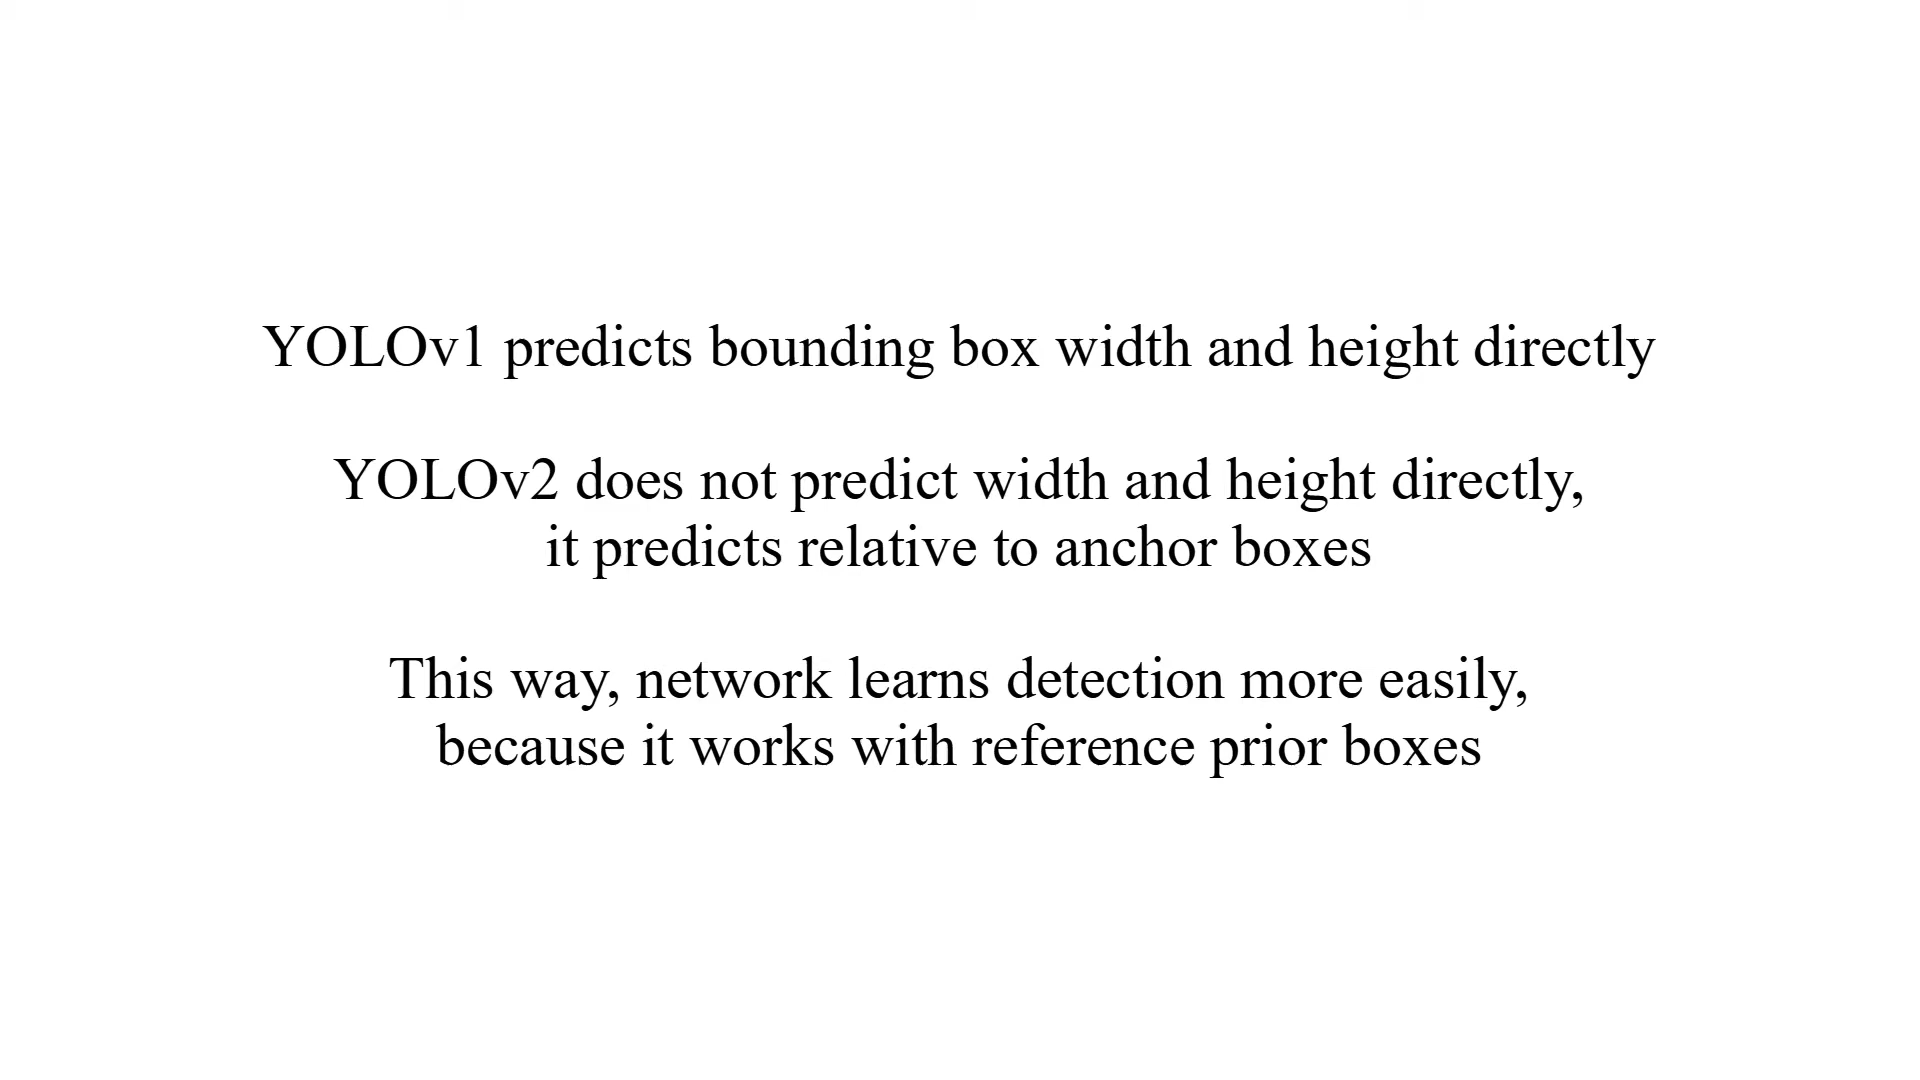 YOLOv1 predicts bounding box width and height directly
YOLOv2 does not predict width and height directly,
it predicts relative to anchor boxes
This way, network learns detection more easily,
because it works with reference prior boxes